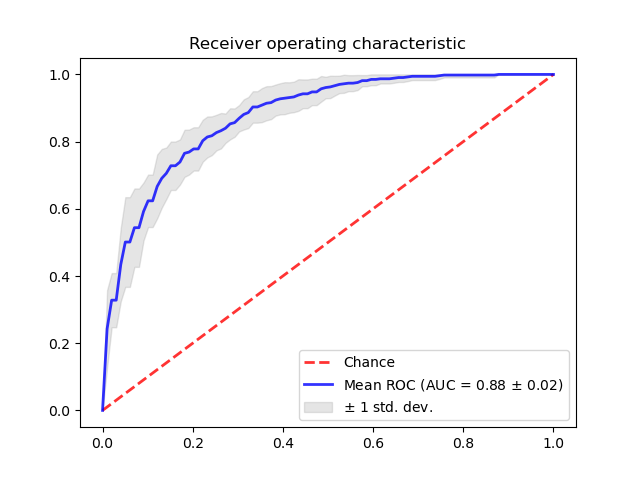 Receiver operating characteristic
1.0
0.8
0.6
0.4
0.2
0.0
Chance
Mean ROC (AUC = 0.88 ± 0.02)
± 1 std. dev.
0.0 0.2 0.4 0.6 0.8 1.0